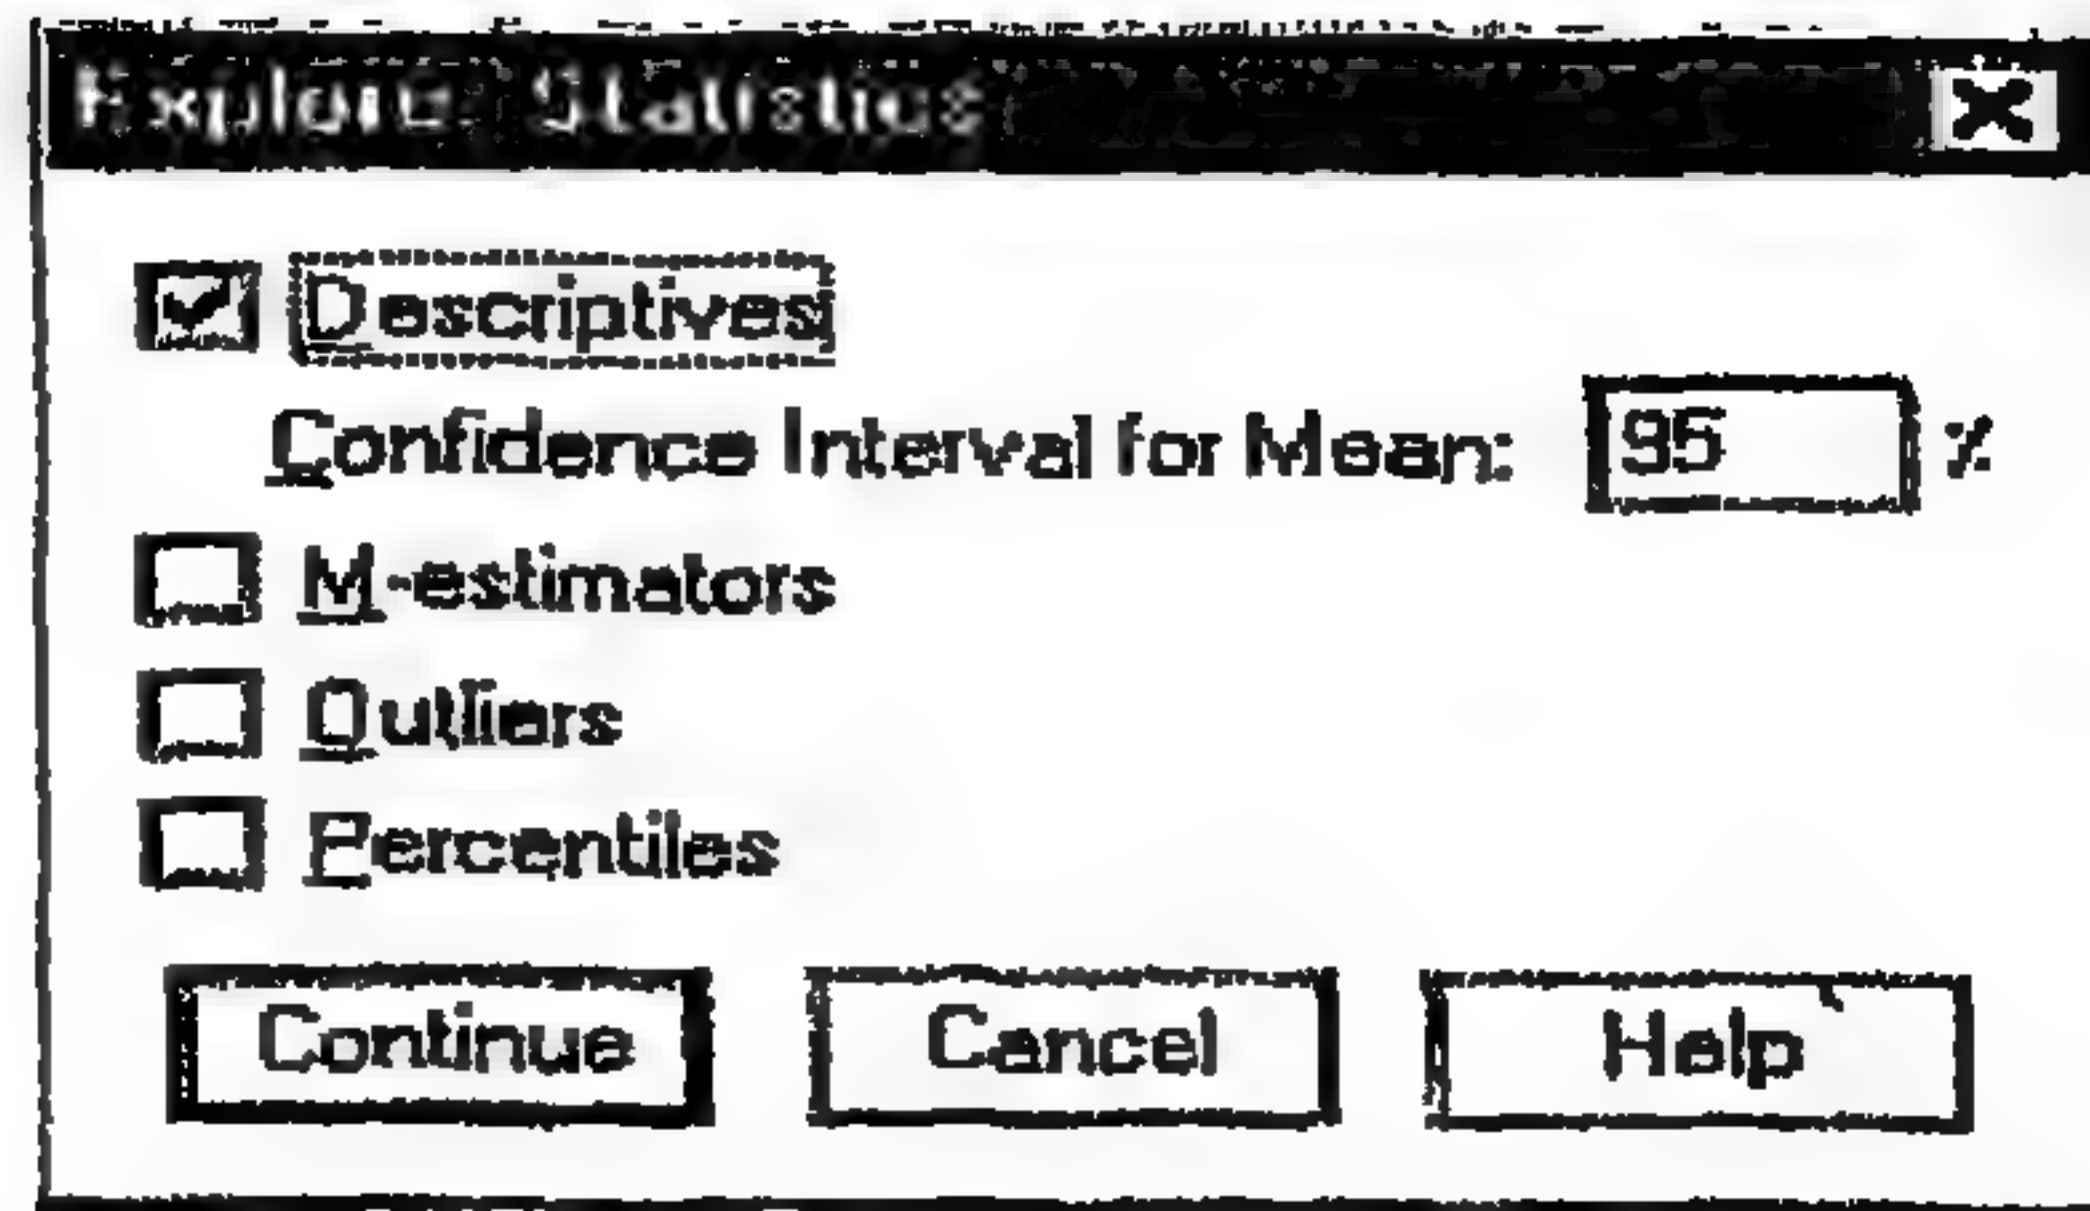 Explore: Statistics
Descriptives
Confidence Interval for Mean: 95 %
M-estimators
Outliers
Percentiles
Continue Cancel Help